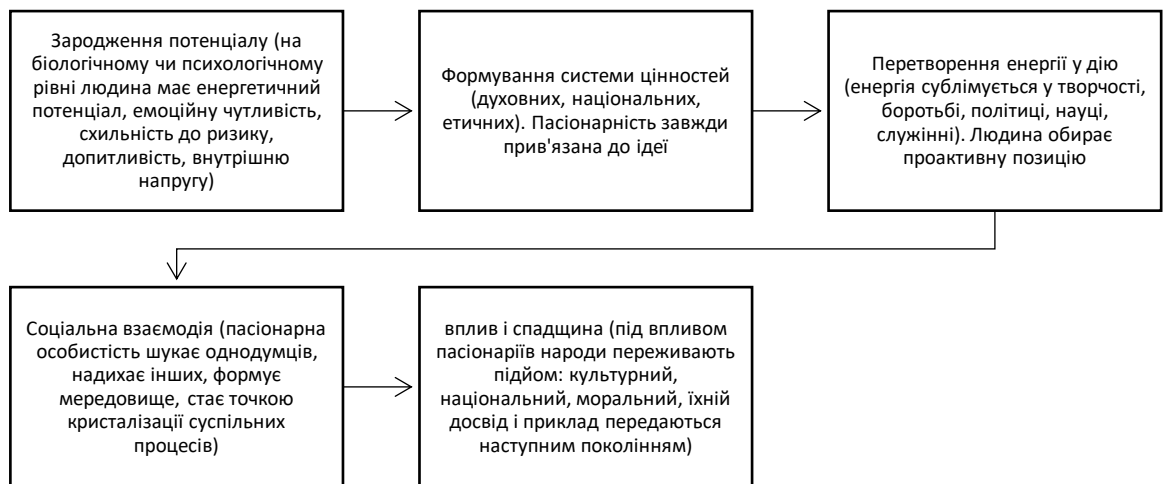 Зародження потенціалу (на
біологічному чи психологічному
рівні людина має енергетичний
потенціал, емоційну чутливість,
схильність до ризику,
допитливість, внутрішню
напругу)
Формування системи цінностей
(духовних, національних,
етичних). Пасіонарність завжди
прив'язана до ідеї
Перетворення енергії у дію
(енергія сублімується у творчості,
боротьбі, політиці, науці,
служінні). Людина обирає
проактивну позицію
Соціальна взаємодія (пасіонарна
особистість шукає однодумців,
надихає інших, формує
мередовище, стає точкою
кристалізації суспільних
процесів)
вплив і спадщина (під впливом
пасіонаріїв народи переживають
підйом: культурний,
національний, моральний, їхній
досвід і приклад передаються
наступним поколінням)